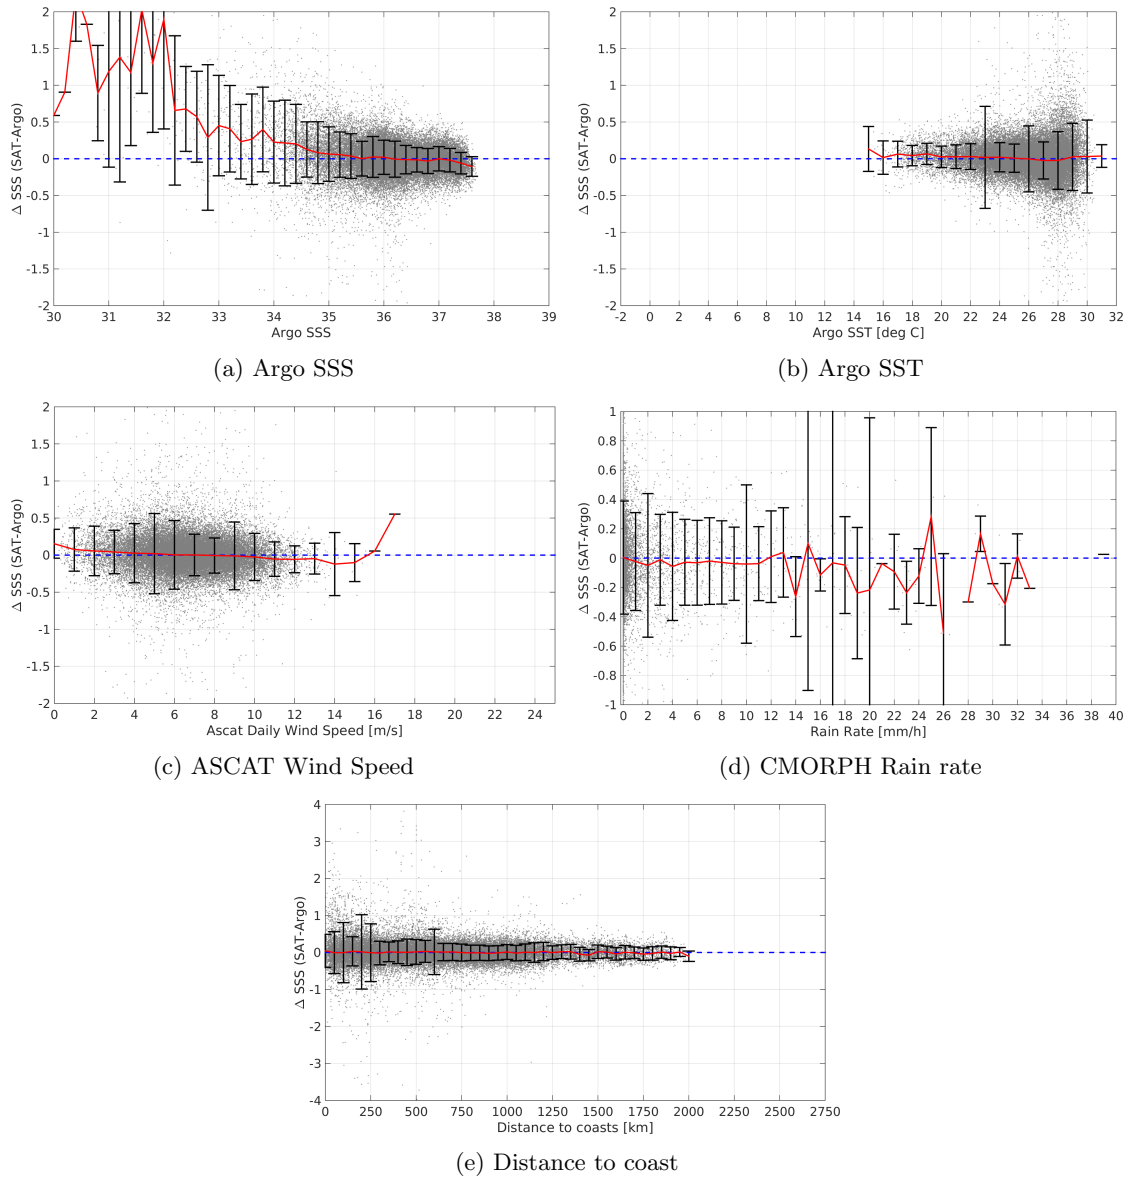 2
1.5
1
0.5
0
-0.5
-1
-1.5
-2
Δ SSS (SAT-Argo)
30 31 32 33 34 35 36 37 38 39
Argo SSS
(a) Argo SSS
2
1.5
1
0.5
0
-0.5
-1
-1.5
-2
Δ SSS (SAT-Argo)
-2 0 2 4 6 8 10 12 14 16 18 20 22 24 26 28 30 32
Argo SST [deg C]
(b) Argo SST
2
1.5
1
0.5
0
-0.5
-1
-1.5
-2
Δ SSS (SAT-Argo)
0 2 4 6 8 10 12 14 16 18 20 22 24
Ascat Daily Wind Speed [m/s]
(c) ASCAT Wind Speed
1
0.8
0.6
0.4
0.2
0
-0.2
-0.4
-0.6
-0.8
-1
Δ SSS (SAT-Argo)
0 2 4 6 8 10 12 14 16 18 20 22 24 26 28 30 32 34 36 38 40
Rain Rate [mm/h]
(d) CMORPH Rain rate
4
3
2
1
0
-1
-2
-3
-4
Δ SSS (SAT-Argo)
0 250 500 750 1000 1250 1500 1750 2000 2250 2500 2750
Distance to coasts [km]
(e) Distance to coast